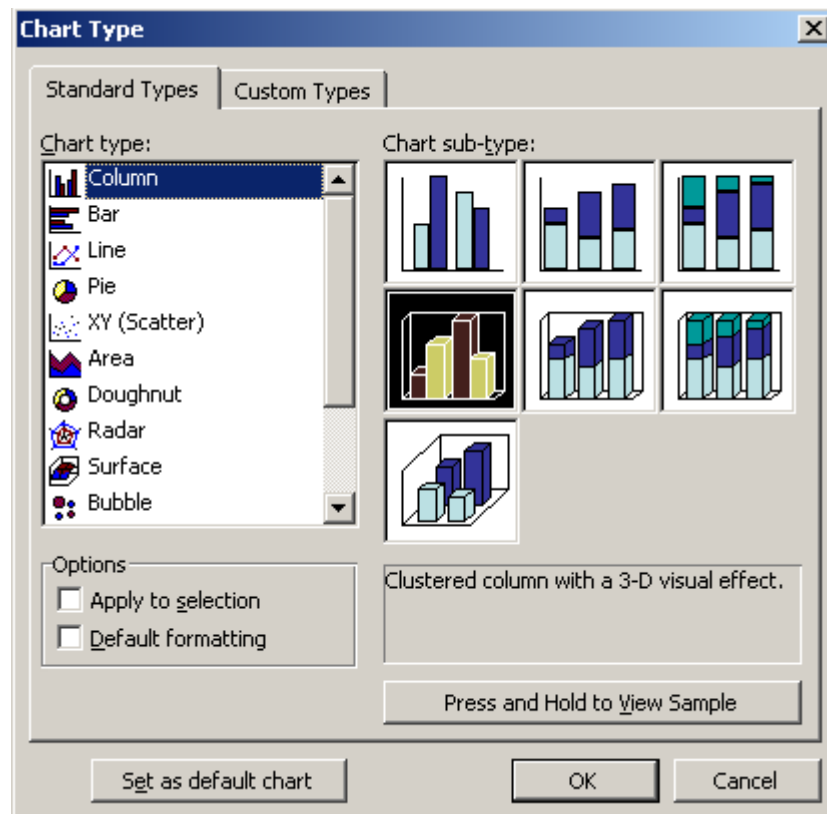 Chart Type
Standard Types
Custom Types
Chart type:
Column
Bar
Line
Pie
XY (Scatter)
Area
Doughnut
Radar
Surface
Bubble
Chart sub-type:
Options
Apply to selection
Default formatting
Clustered column with a 3-D visual effect.
Press and Hold to View Sample
Set as default chart
OK
Cancel